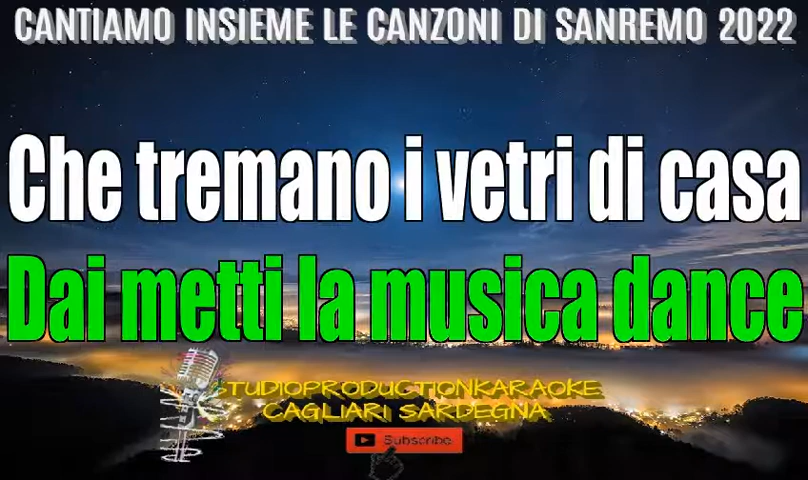 CANTIAMO INSIEME LE CANZONI DI SANREMO 2022
Che tremano i vetri di casa
Dai metti la musica dance
STUDIOPRODUCTIONKARAOKE
CAGLIARI SARDEGNA
Subscribe